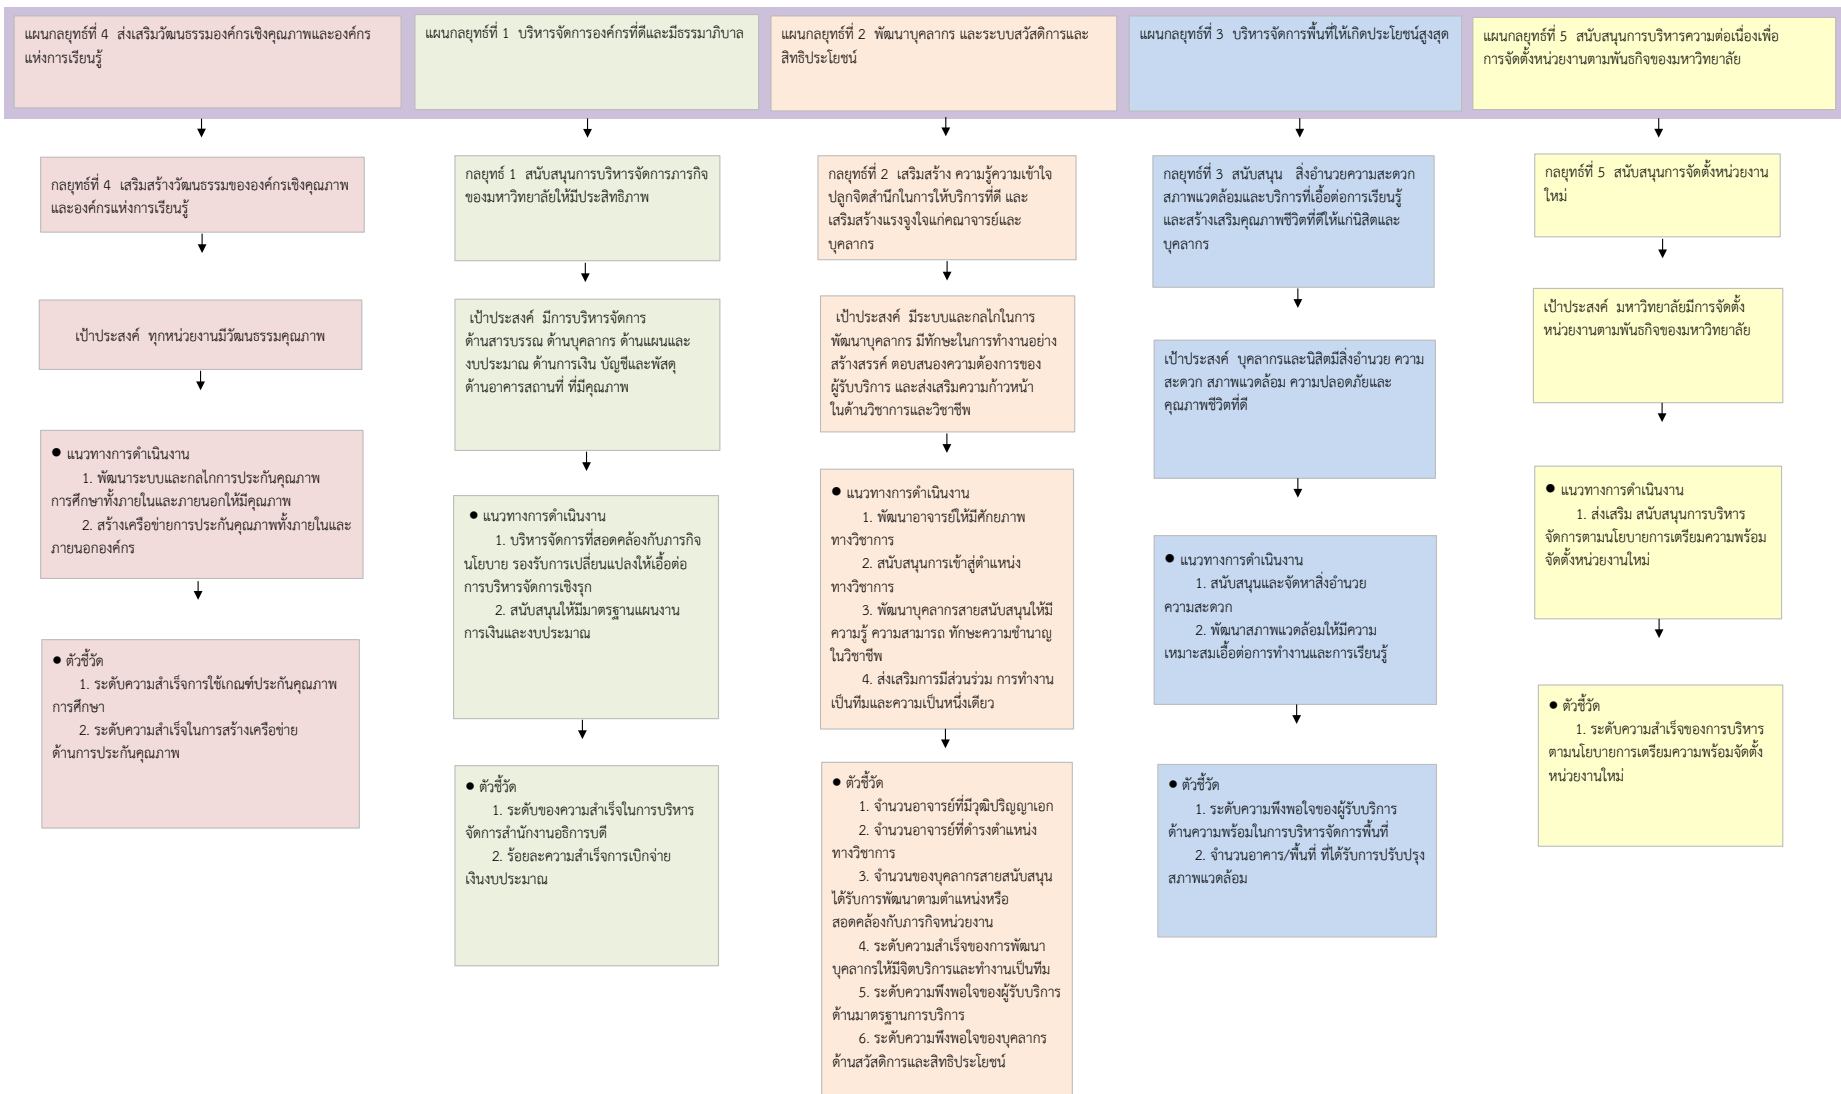 แผนกลยุทธ์ที่ 4 ส่งเสริมวัฒนธรรมองค์กรเชิงคุณภาพและองค์กร
แห่งการเรียนรู้
กลยุทธ์ที่ 4 เสริมสร้างวัฒนธรรมขององค์กรเชิงคุณภาพ
และองค์กรแห่งการเรียนรู้
เป้าประสงค์ ทุกหน่วยงานมีวัฒนธรรมคุณภาพ
● แนวทางการดำเนินงาน
1. พัฒนาระบบและกลไกการประกันคุณภาพ
การศึกษาทั้งภายในและภายนอกให้มีคุณภาพ
2. สร้างเครือข่ายการประกันคุณภาพทั้งภายในและ
ภายนอกองค์กร
● ตัวชี้วัด
1. ระดับความสำเร็จการใช้เกณฑ์ประกันคุณภาพ
การศึกษา
2. ระดับความสำเร็จในการสร้างเครือข่าย
ด้านการประกันคุณภาพ
แผนกลยุทธ์ที่ 1 บริหารจัดการองค์กรที่ดีและมีธรรมาภิบาล
กลยุทธ์ 1 สนับสนุนการบริหารจัดการภารกิจ
ของมหาวิทยาลัยให้มีประสิทธิภาพ
เป้าประสงค์ มีการบริหารจัดการ
ด้านสารบรรณ ด้านบุคลากร ด้านแผนและ
งบประมาณ ด้านการเงิน บัญชีและพัสดุ
ด้านอาคารสถานที่ ที่มีคุณภาพ
● แนวทางการดำเนินงาน
1. บริหารจัดการที่สอดคล้องกับภารกิจ
นโยบาย รองรับการเปลี่ยนแปลงให้เอื้อต่อ
การบริหารจัดการเชิงรุก
2. สนับสนุนให้มีมาตรฐานแผนงาน
การเงินและงบประมาณ
● ตัวชี้วัด
1. ระดับของความสำเร็จในการบริหาร
จัดการสำนักงานอธิการบดี
2. ร้อยละความสำเร็จการเบิกจ่าย
เงินงบประมาณ
แผนกลยุทธ์ที่ 2 พัฒนาบุคลากร และระบบสวัสดิการและ
สิทธิประโยชน์
กลยุทธ์ที่ 2 เสริมสร้าง ความรู้ความเข้าใจ
ปลูกจิตสำนึกในการให้บริการที่ดี และ
เสริมสร้างแรงจูงใจแก่คณาจารย์และ
บุคลากร
เป้าประสงค์ มีระบบและกลไกในการ
พัฒนาบุคลากร มีทักษะในการทำงานอย่าง
สร้างสรรค์ ตอบสนองความต้องการของ
ผู้รับบริการ และส่งเสริมความก้าวหน้า
ในด้านวิชาการและวิชาชีพ
● แนวทางการดำเนินงาน
1. พัฒนาอาจารย์ให้มีศักยภาพ
ทางวิชาการ
2. สนับสนุนการเข้าสู่ตำแหน่ง
ทางวิชาการ
3. พัฒนาบุคลากรสายสนับสนุนให้มี
ความรู้ ความสามารถ ทักษะความชำนาญ
ในวิชาชีพ
4. ส่งเสริมการมีส่วนร่วม การทำงาน
เป็นทีมและความเป็นหนึ่งเดียว
● ตัวชี้วัด
1. จำนวนอาจารย์ที่มีวุฒิปริญญาเอก
2. จำนวนอาจารย์ที่ดำรงตำแหน่ง
ทางวิชาการ
3. จำนวนของบุคลากรสายสนับสนุน
ได้รับการพัฒนาตามตำแหน่งหรือ
สอดคล้องกับภารกิจหน่วยงาน
4. ระดับความสำเร็จของการพัฒนา
บุคลากรให้มีจิตบริการและทำงานเป็นทีม
5. ระดับความพึงพอใจของผู้รับบริการ
ด้านมาตรฐานการบริการ
6. ระดับความพึงพอใจของบุคลากร
ด้านสวัสดิการและสิทธิประโยชน์
แผนกลยุทธ์ที่ 3 บริหารจัดการพื้นที่ให้เกิดประโยชน์สูงสุด
กลยุทธ์ที่ 3 สนับสนุน สิ่งอำนวยความสะดวก
สภาพแวดล้อมและบริการที่เอื้อต่อการเรียนรู้
และสร้างเสริมคุณภาพชีวิตที่ดีให้แก่นิสิตและ
บุคลากร
เป้าประสงค์ บุคลากรและนิสิตมีสิ่งอำนวย ความ
สะดวก สภาพแวดล้อม ความปลอดภัยและ
คุณภาพชีวิตที่ดี
● แนวทางการดำเนินงาน
1. สนับสนุนและจัดหาสิ่งอำนวย
ความสะดวก
2. พัฒนาสภาพแวดล้อมให้มีความ
เหมาะสมเอื้อต่อการทำงานและการเรียนรู้
● ตัวชี้วัด
1. ระดับความพึงพอใจของผู้รับบริการ
ด้านความพร้อมในการบริหารจัดการพื้นที่
2. จำนวนอาคาร/พื้นที่ ที่ได้รับการปรับปรุง
สภาพแวดล้อม
แผนกลยุทธ์ที่ 5 สนับสนุนการบริหารความต่อเนื่องเพื่อ
การจัดตั้งหน่วยงานตามพันธกิจของมหาวิทยาลัย
กลยุทธ์ที่ 5 สนับสนุนการจัดตั้งหน่วยงาน
ใหม่
เป้าประสงค์ มหาวิทยาลัยมีการจัดตั้ง
หน่วยงานตามพันธกิจของมหาวิทยาลัย
● แนวทางการดำเนินงาน
1. ส่งเสริม สนับสนุนการบริหาร
จัดการตามนโยบายการเตรียมความพร้อม
จัดตั้งหน่วยงานใหม่
● ตัวชี้วัด
1. ระดับความสำเร็จของการบริหาร
ตามนโยบายการเตรียมความพร้อมจัดตั้ง
หน่วยงานใหม่